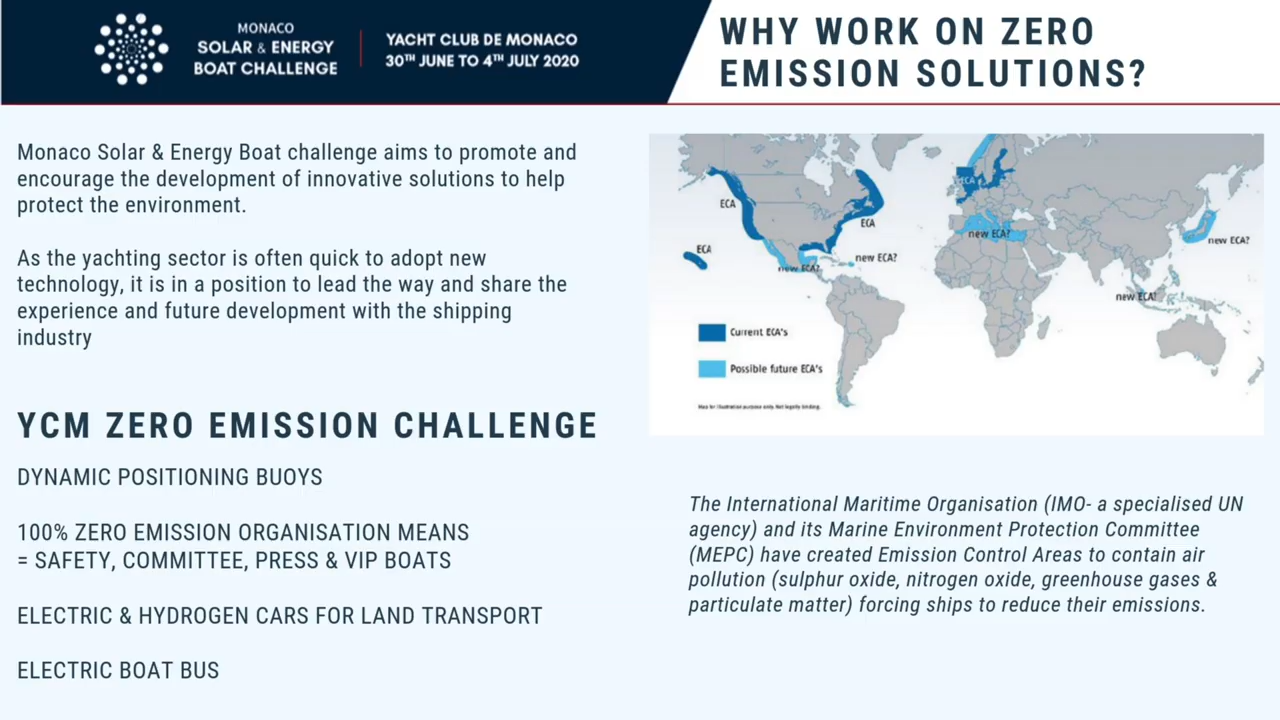 MONACO
SOLAR & ENERGY
BOAT CHALLENGE
YACHT CLUB DE MONACO
30TH JUNE TO 4TH JULY 2020
WHY WORK ON ZERO
EMISSION SOLUTIONS?
Monaco Solar & Energy Boat challenge aims to promote and
encourage the development of innovative solutions to help
protect the environment.
As the yachting sector is often quick to adopt new
technology, it is in a position to lead the way and share the
experience and future development with the shipping
industry
YCM ZERO EMISSION CHALLENGE
DYNAMIC POSITIONING BUOYS
100% ZERO EMISSION ORGANISATION MEANS
= SAFETY, COMMITTEE, PRESS & VIP BOATS
ELECTRIC & HYDROGEN CARS FOR LAND TRANSPORT
ELECTRIC BOAT BUS
ECA
ECA
ECA
ECA
new ECA?
new ECA?
new ECA?
new ECA?
new ECA?
Current ECA's
Possible future ECA's
Map for illustration purpose only. Not legally binding.
The International Maritime Organisation (IMO- a specialised UN
agency) and its Marine Environment Protection Committee
(MEPC) have created Emission Control Areas to contain air
pollution (sulphur oxide, nitrogen oxide, greenhouse gases &
particulate matter) forcing ships to reduce their emissions.